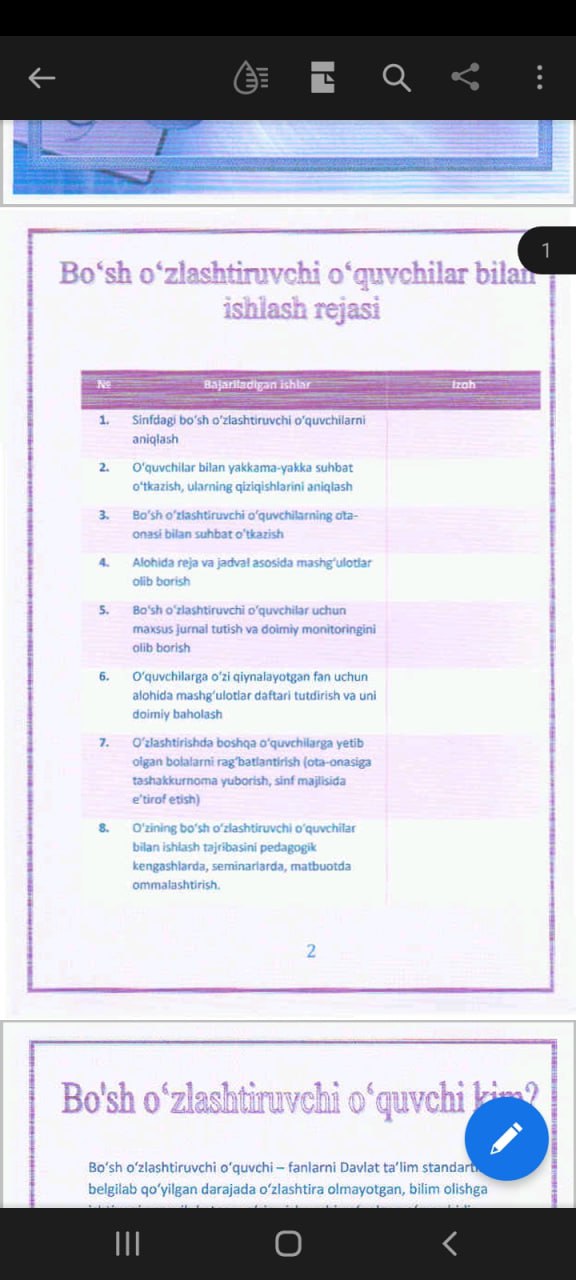 1
Bo‘sh o‘zlashtiruvchi o‘quvchilar bilan
ishlash rejasi
№ Bajariladigan ishlar Izoh
1. Sinfdagi bo‘sh o‘zlashtiruvchi o‘quvchilarni
aniqlash
2. O‘quvchilar bilan yakkama-yakka suhbat
o‘tkazish, ularning qiziqishlarini aniqlash
3. Bo‘sh o‘zlashtiruvchi o‘quvchilarning ota-
onasi bilan suhbat o‘tkazish
4. Alohida reja va jadval asosida mashg‘ulotlar
olib borish
5. Bo‘sh o‘zlashtiruvchi o‘quvchilar uchun
maxsus jurnal tutish va doimiy monitoringini
olib borish
6. O‘quvchilarga o‘zi qiynalayotgan fan uchun
alohida mashg‘ulotlar daftari tutdirish va uni
doimiy baholash
7. O‘zlashtirishda boshqa o‘quvchilarga yetib
olgan bolalarni rag‘batlantirish (ota-onasiga
tashakkurnoma yuborish, sinf majlisida
e’tirof etish)
8. O‘zining bo‘sh o‘zlashtiruvchi o‘quvchilar
bilan ishlash tajribasini pedagogik
kengashlarda, seminarlarda, matbuotda
ommalashtirish.
2
Bo'sh o‘zlashtiruvchi o‘quvchi kim?
Bo‘sh o‘zlashtiruvchi o‘quvchi – fanlarni Davlat ta’lim
belgilab qo‘yilgan darajada o‘zlashtira olmayotgan, bilim olishga